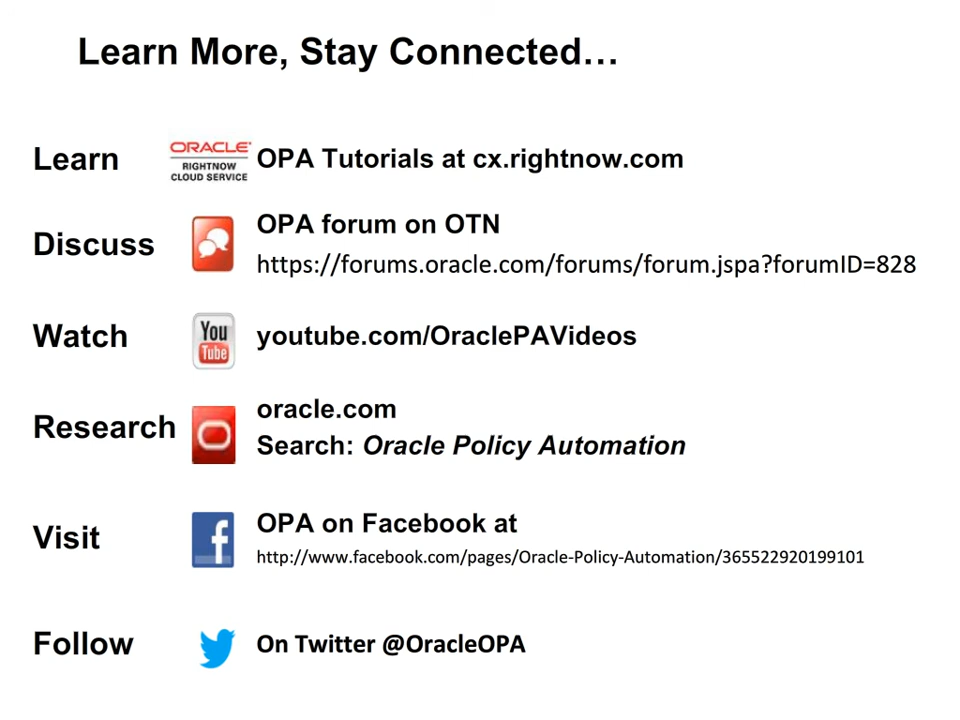 Learn More, Stay Connected…
Learn
ORACLE
RIGHTNOW
CLOUD SERVICE
OPA Tutorials at cx.rightnow.com
Discuss
OPA forum on OTN
https://forums.oracle.com/forums/forum.jspa?forumID=828
Watch
You
Tube
youtube.com/OraclePAVideos
Research
oracle.com
Search: Oracle Policy Automation
Visit
f
OPA on Facebook at
http://www.facebook.com/pages/Oracle-Policy-Automation/365522920199101
Follow
On Twitter @OracleOPA